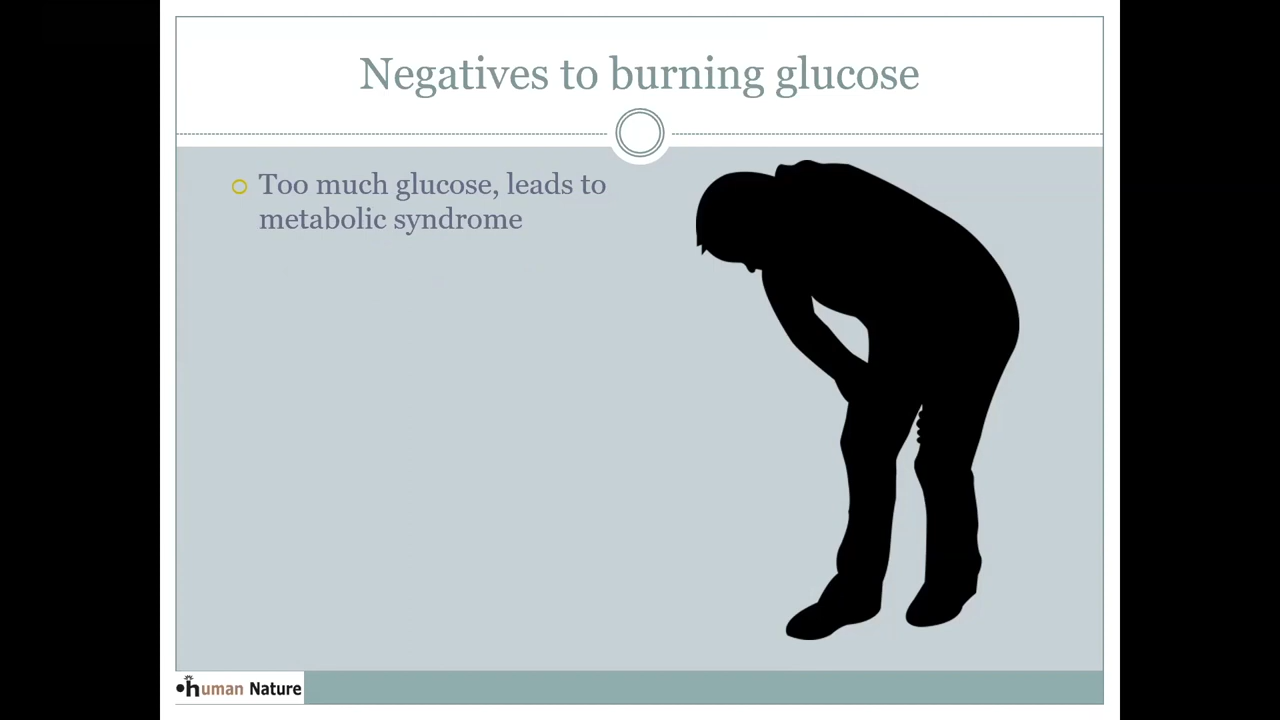 Negatives to burning glucose
Too much glucose, leads to
metabolic syndrome
human Nature